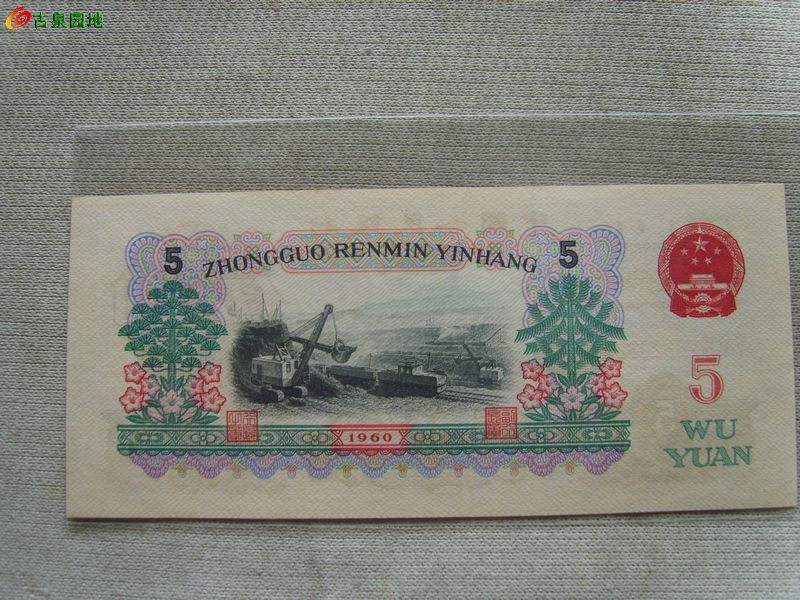 古泉园地
5 ZHONGGUO RENMIN YINHANG 5
5
WU
YUAN
1960